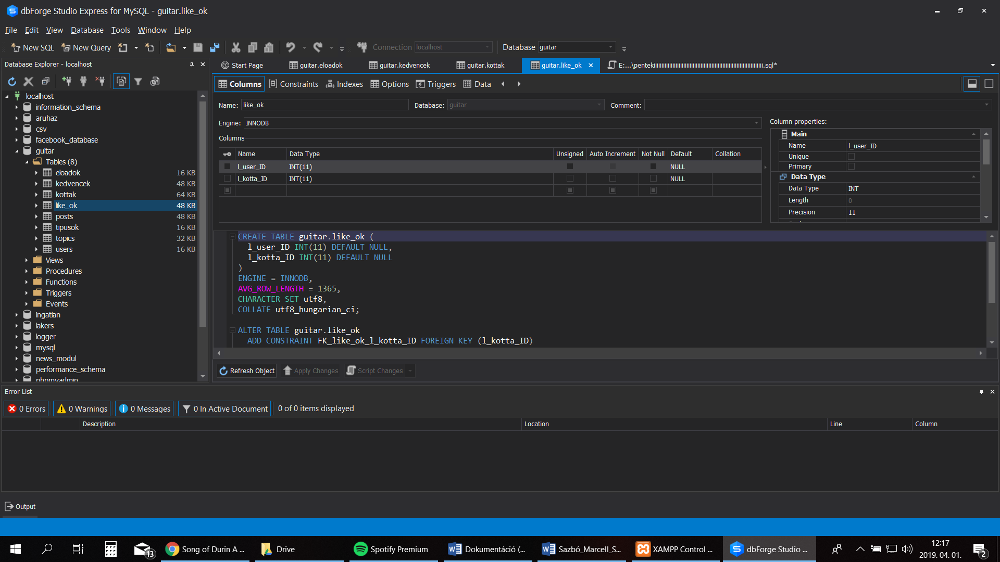 dbForge Studio Express for MySQL - guitar.like_ok
File Edit View Database Tools Window Help
New SQL New Query Connection localhost Database guitar
Database Explorer - localhost
Start Page guitar.eloadok guitar.kedvencek guitar.kottak guitar.like_ok
Columns Constraints Indexes Options Triggers Data
localhost
information_schema
aruhaz
csv
facebook_database
guitar
Tables (8)
eloadok 16 KB
kedvencek 48 KB
kottak 64 KB
like_ok 48 KB
posts 48 KB
tipusok 16 KB
topics 32 KB
users 16 KB
Views
Procedures
Functions
Triggers
Events
ingatlan
lakers
logger
mysql
news_modul
performance_schema
phpmyadmin
Name: like_ok Database: guitar Comment:
Engine: INNODB
Columns
Name Data Type Unsigned Auto Increment Not Null Default Collation
l_user_ID INT(11) NULL
l_kotta_ID INT(11) NULL
Column properties:
Main
Name l_user_ID
Unique
Primary
Data Type
Data Type INT
Length 0
Precision 11
CREATE TABLE guitar.like_ok (
l_user_ID INT(11) DEFAULT NULL,
l_kotta_ID INT(11) DEFAULT NULL
)
ENGINE = INNODB,
AVG_ROW_LENGTH = 1365,
CHARACTER SET utf8,
COLLATE utf8_hungarian_ci;
ALTER TABLE guitar.like_ok
ADD CONSTRAINT FK_like_ok_l_kotta_ID FOREIGN KEY (l_kotta_ID)
Refresh Object Apply Changes Script Changes
Error List
0 Errors 0 Warnings 0 Messages 0 In Active Document 0 of 0 items displayed
Description Location Line Column
Output
13 Song of Durin A ... Drive Spotify Premium Dokumentáció (... Sazbó_Marcell_S... XAMPP Control ... dbForge Studio ...
12:17
2019. 04. 01.
2